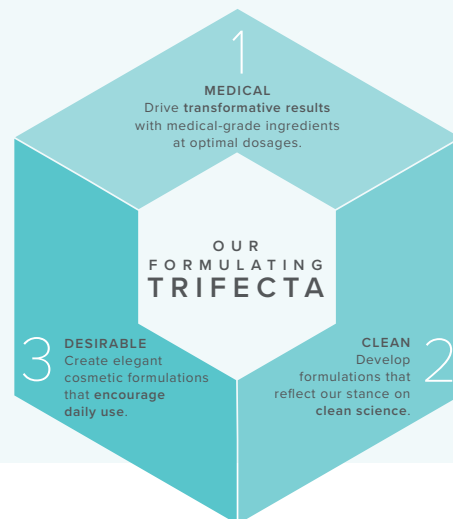 1
MEDICAL
Drive transformative results
with medical-grade ingredients
at optimal dosages.
OUR
FORMULATING
TRIFECTA
CLEAN
2
Develop
formulations that
reflect our stance on
clean science.
3
DESIRABLE
Create elegant
cosmetic formulations
that encourage
daily use.